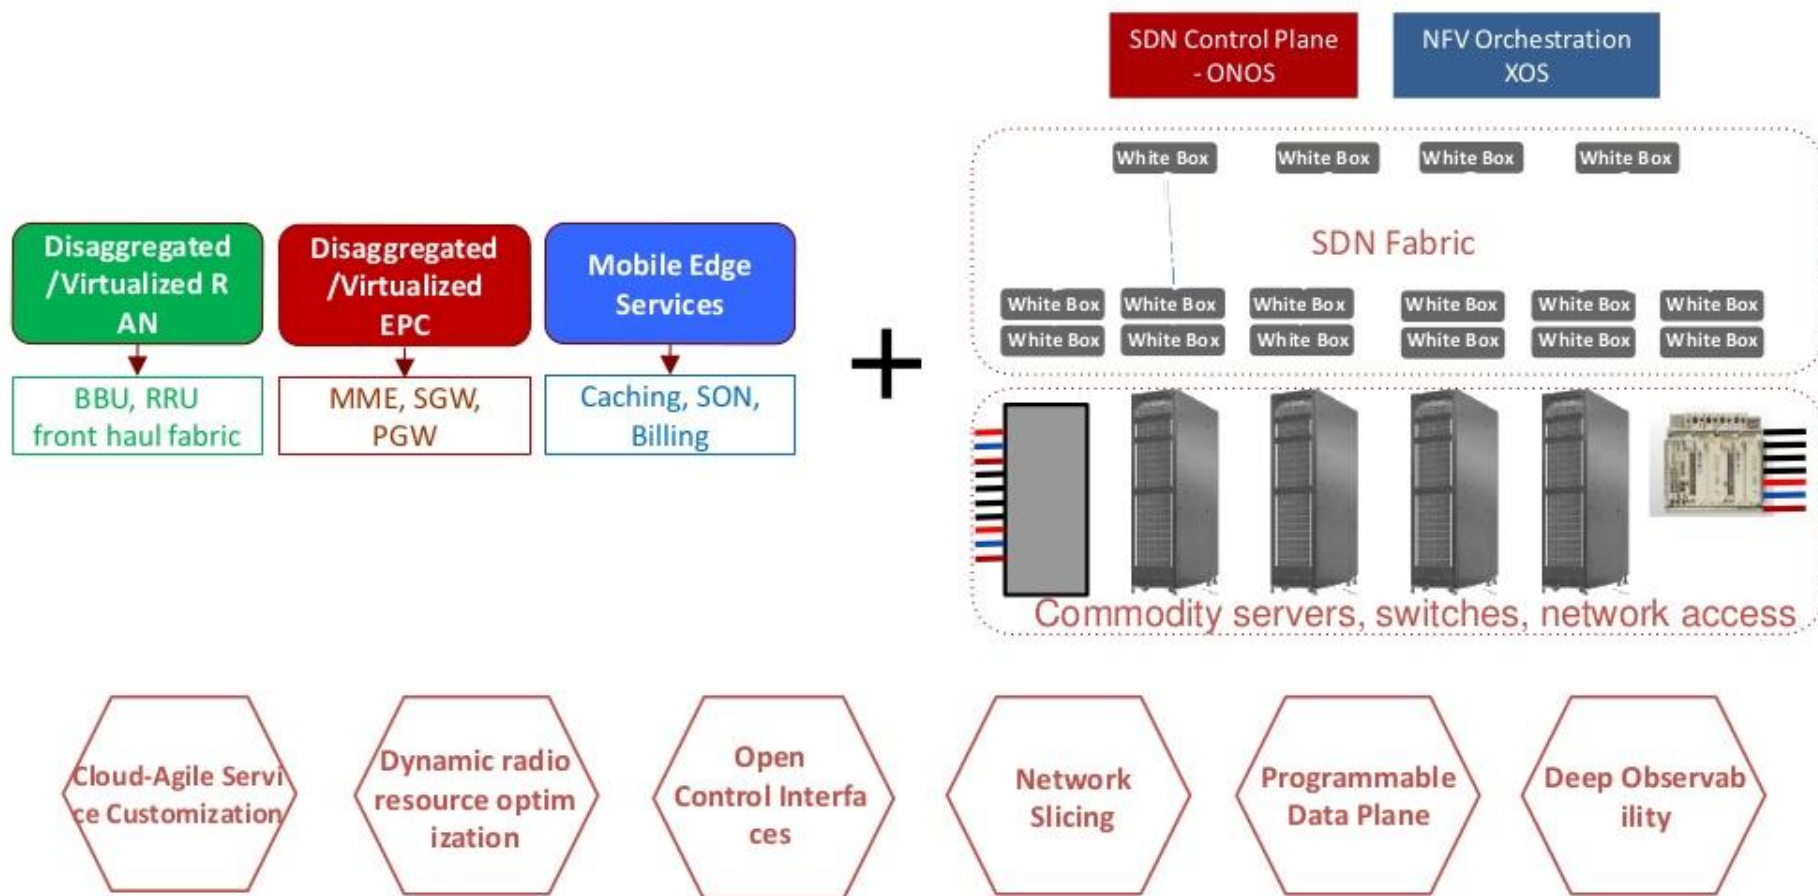 SDN Control Plane
- ONOS
NFV Orchestration
XOS
White Box
White Box
White Box
White Box
SDN Fabric
White Box
White Box
White Box
White Box
White Box
White Box
White Box
White Box
White Box
White Box
White Box
White Box
Disaggregated
/Virtualized R
AN
Disaggregated
/Virtualized
EPC
Mobile Edge
Services
BBU, RRU
front haul fabric
MME, SGW,
PGW
Caching, SON,
Billing
+
Commodity servers, switches, network access
Cloud-Agile Servi
ce Customization
Dynamic radio
resource optim
ization
Open
Control Interfa
ces
Network
Slicing
Programmable
Data Plane
Deep Observab
ility